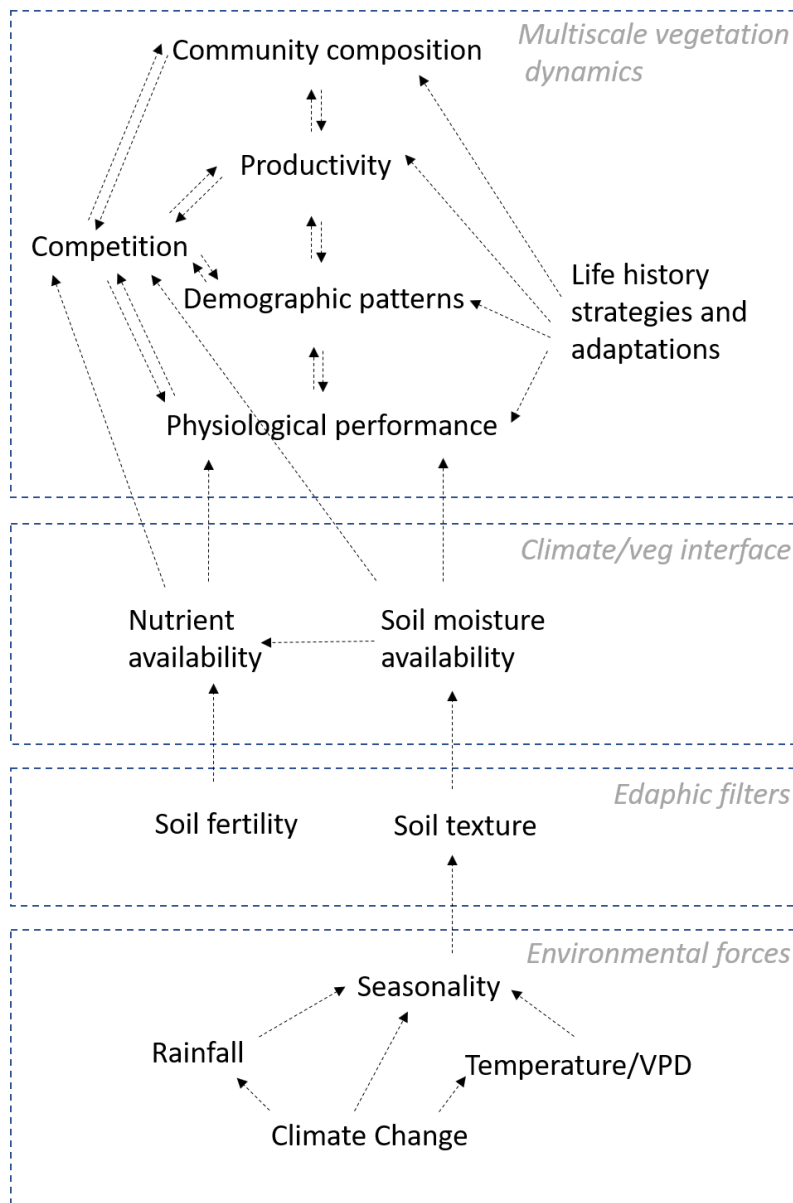 Multiscale vegetation
dynamics
Community composition
Productivity
Competition
Demographic patterns
Life history
strategies and
adaptations
Physiological performance
Climate/veg interface
Nutrient
availability
Soil moisture
availability
Edaphic filters
Soil fertility
Soil texture
Environmental forces
Seasonality
Rainfall
Temperature/VPD
Climate Change